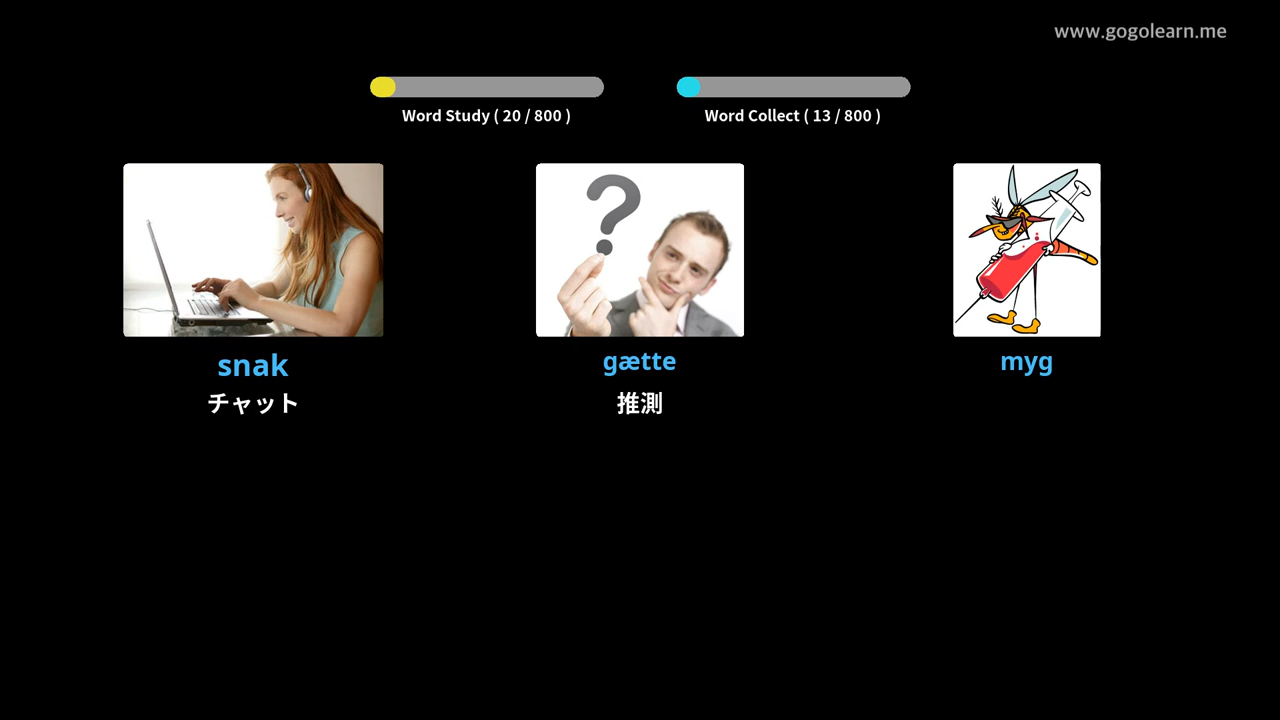 www.gogolearn.me
Word Study ( 20 / 800 )
Word Collect ( 13 / 800 )
snak
gætte
myg
チャット
推測